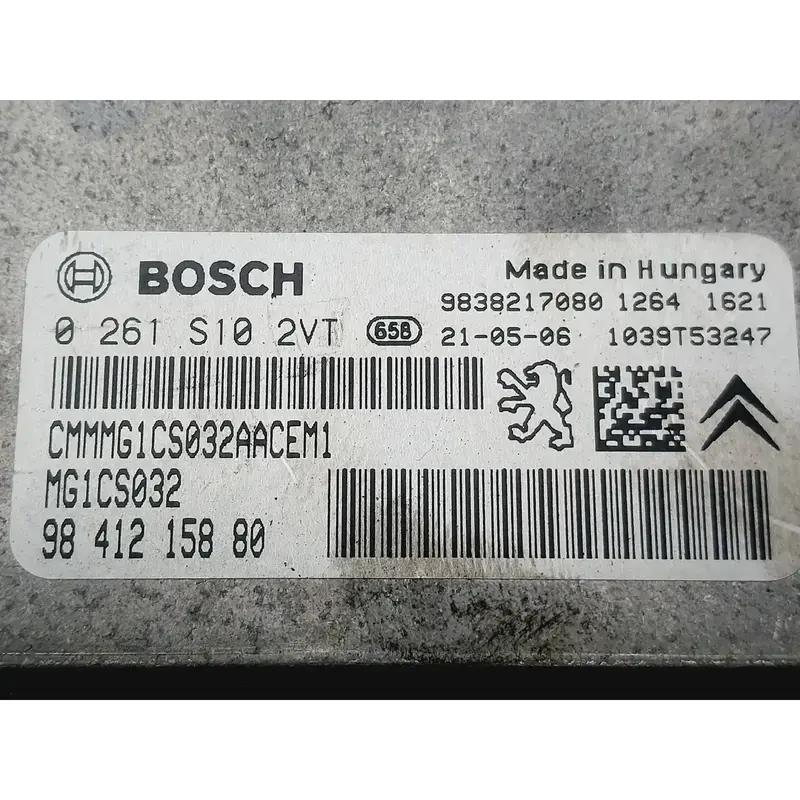 BOSCH
Made in Hungary
9838217080 1264 1621
0 261 S10 2VT 658 21-05-06 1039T53247
CMMMG1CS032AACEM1
MG1CS032
98 412 158 80